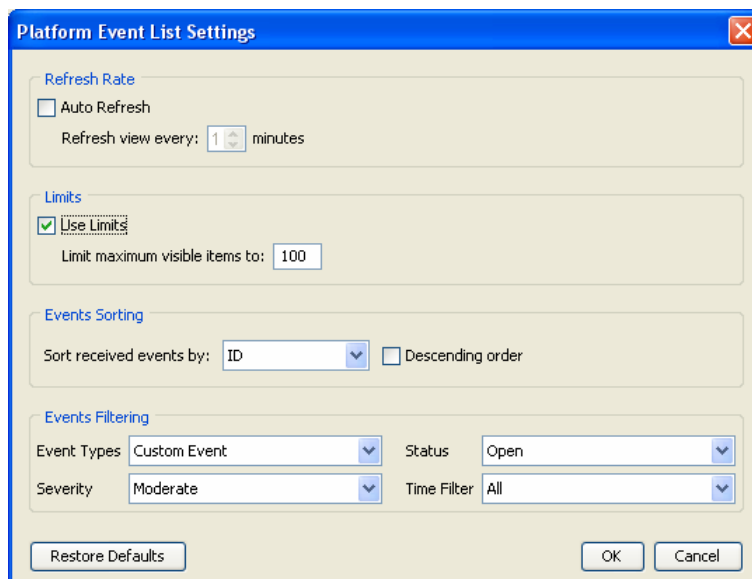 Platform Event List Settings
Refresh Rate
Auto Refresh
Refresh view every: 1 minutes
Limits
Use Limits
Limit maximum visible items to: 100
Events Sorting
Sort received events by: ID Descending order
Events Filtering
Event Types Custom Event Status Open
Severity Moderate Time Filter All
Restore Defaults OK Cancel